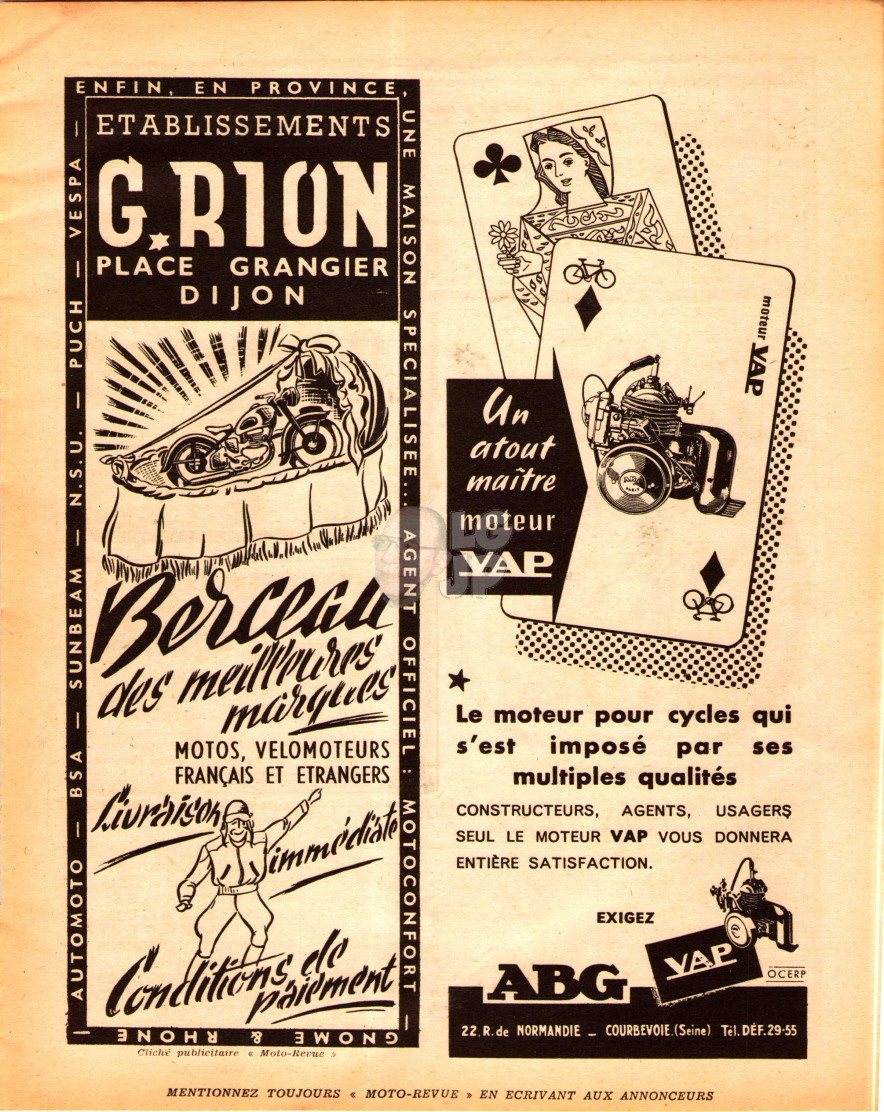 ENFIN, EN PROVINCE,
UNE MAISON SPECIALISEE... AGENT OFFICIEL : MOTOCONFORT —
GNOME & RHONE —
AUTOMOTO — BSA — SUNBEAM — N.S.U. — PUCH — VESPA —
ETABLISSEMENTS
G. RION
PLACE GRANGIER
DIJON
Berceau
des meilleures
marques
MOTOS, VELOMOTEURS
FRANÇAIS ET ETRANGERS
Livraison
immédiate
Conditions de
paiement
Cliché publicitaire « Moto-Revue »
moteur VAP
Un
atout
maître
moteur
VAP
LG
JP
Le moteur pour cycles qui
s'est imposé par ses
multiples qualités
CONSTRUCTEURS, AGENTS, USAGERS
SEUL LE MOTEUR VAP VOUS DONNERA
ENTIÈRE SATISFACTION.
EXIGEZ
VAP
OCERP
ABG
22, R. de NORMANDIE _ COURBEVOIE.(Seine) Tél. DÉF. 29-55
MENTIONNEZ TOUJOURS « MOTO-REVUE » EN ECRIVANT AUX ANNONCEURS